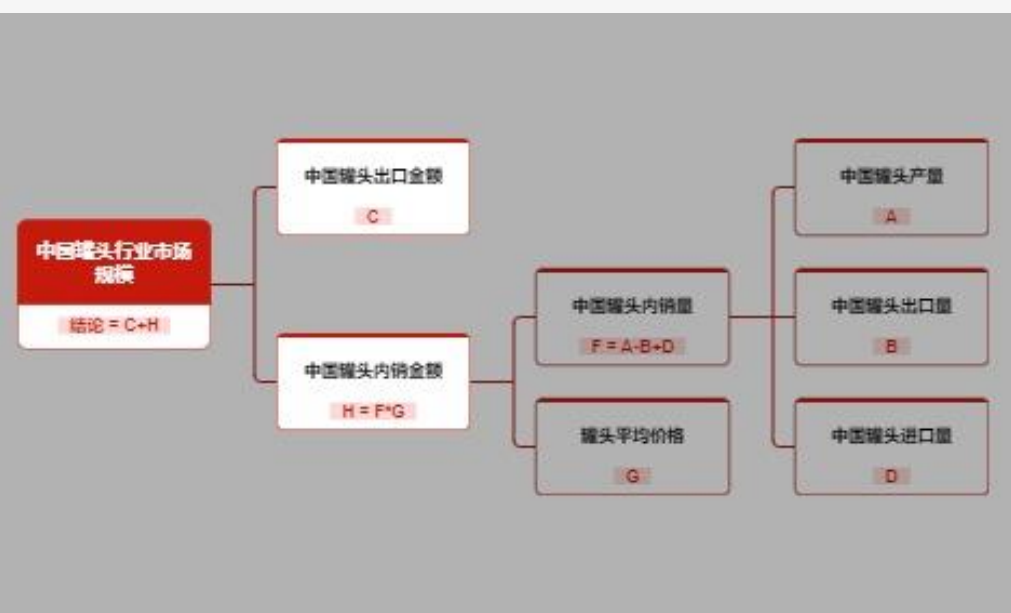 中国罐头行业市场
规模
结论 = C+H
中国罐头出口金额
C
中国罐头内销金额
H = F*G
中国罐头内销量
F = A-B+D
罐头平均价格
G
中国罐头产量
A
中国罐头出口量
B
中国罐头进口量
D